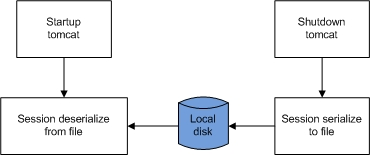 Startup
tomcat
Shutdown
tomcat
Session deserialize
from file
Local
disk
Session serialize
to file